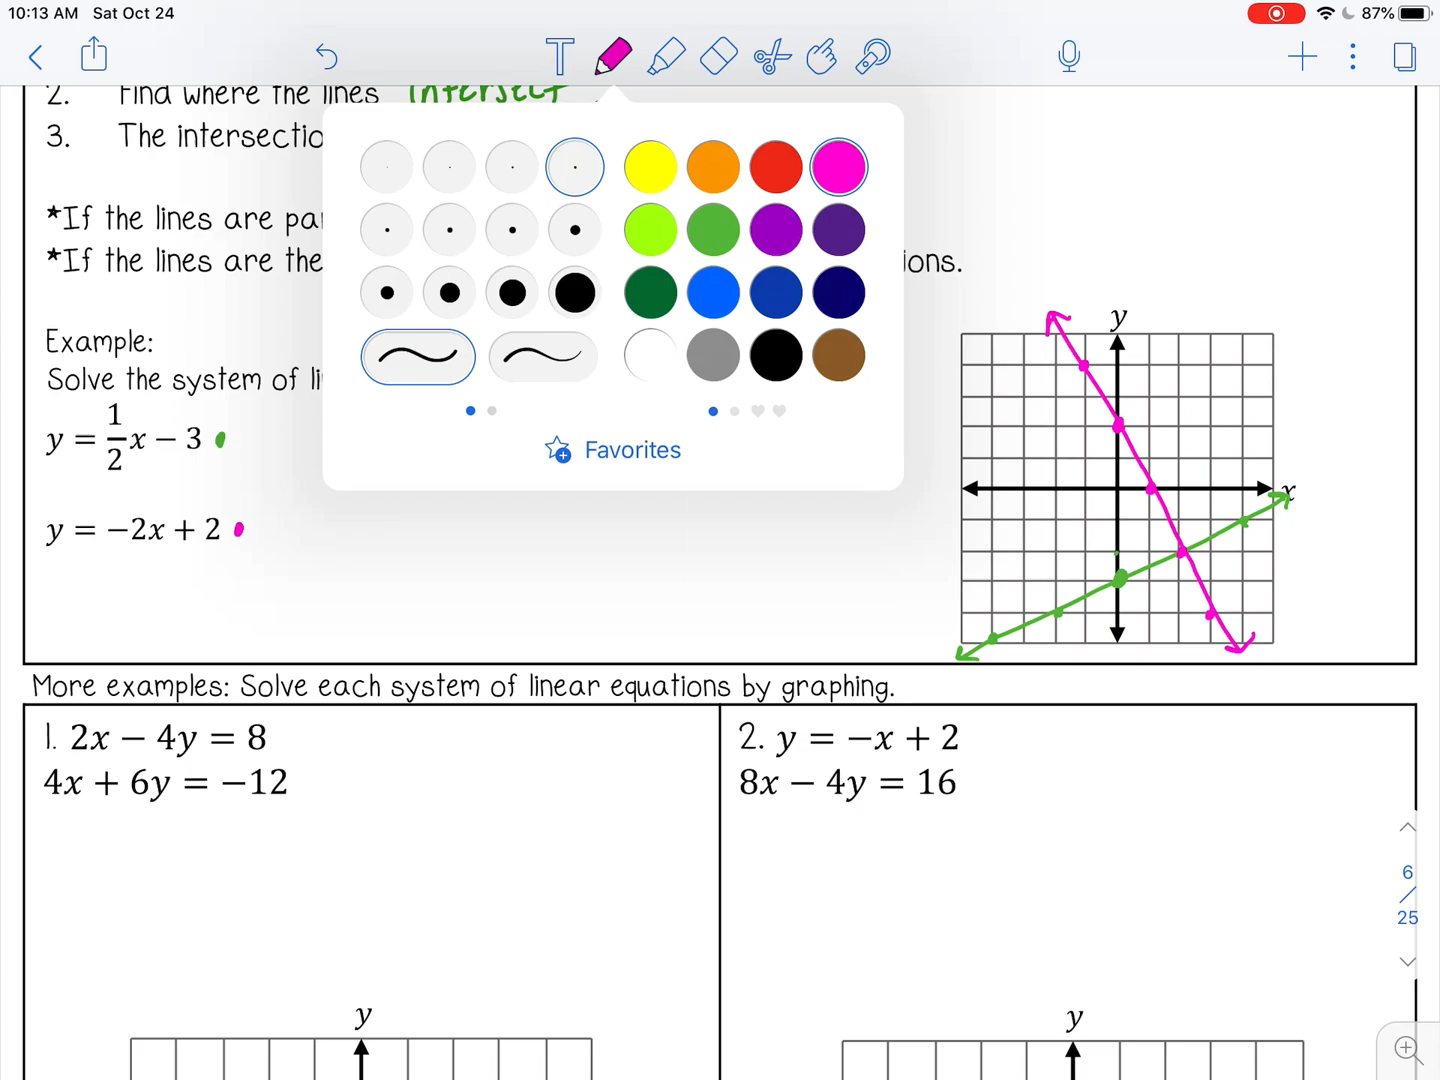 10:13 AM Sat Oct 24
87%
T
2. Find where the lines intersect
3. The intersectio
*If the lines are par
*If the lines are the
ions.
Example:
Solve the system of li
y = 1/2 x − 3
y = −2x + 2
Favorites
y
x
More examples: Solve each system of linear equations by graphing.
1. 2x − 4y = 8
4x + 6y = −12
2. y = −x + 2
8x − 4y = 16
6
/
25
y
y